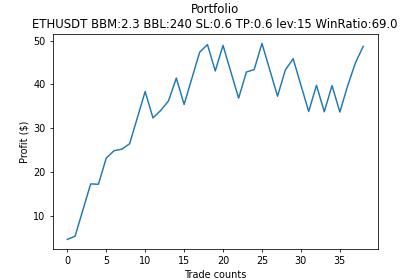 Portfolio
ETHUSDT BBM:2.3 BBL:240 SL:0.6 TP:0.6 lev:15 WinRatio:69.0
50
40
30
20
10
Profit ($)
0 5 10 15 20 25 30 35
Trade counts